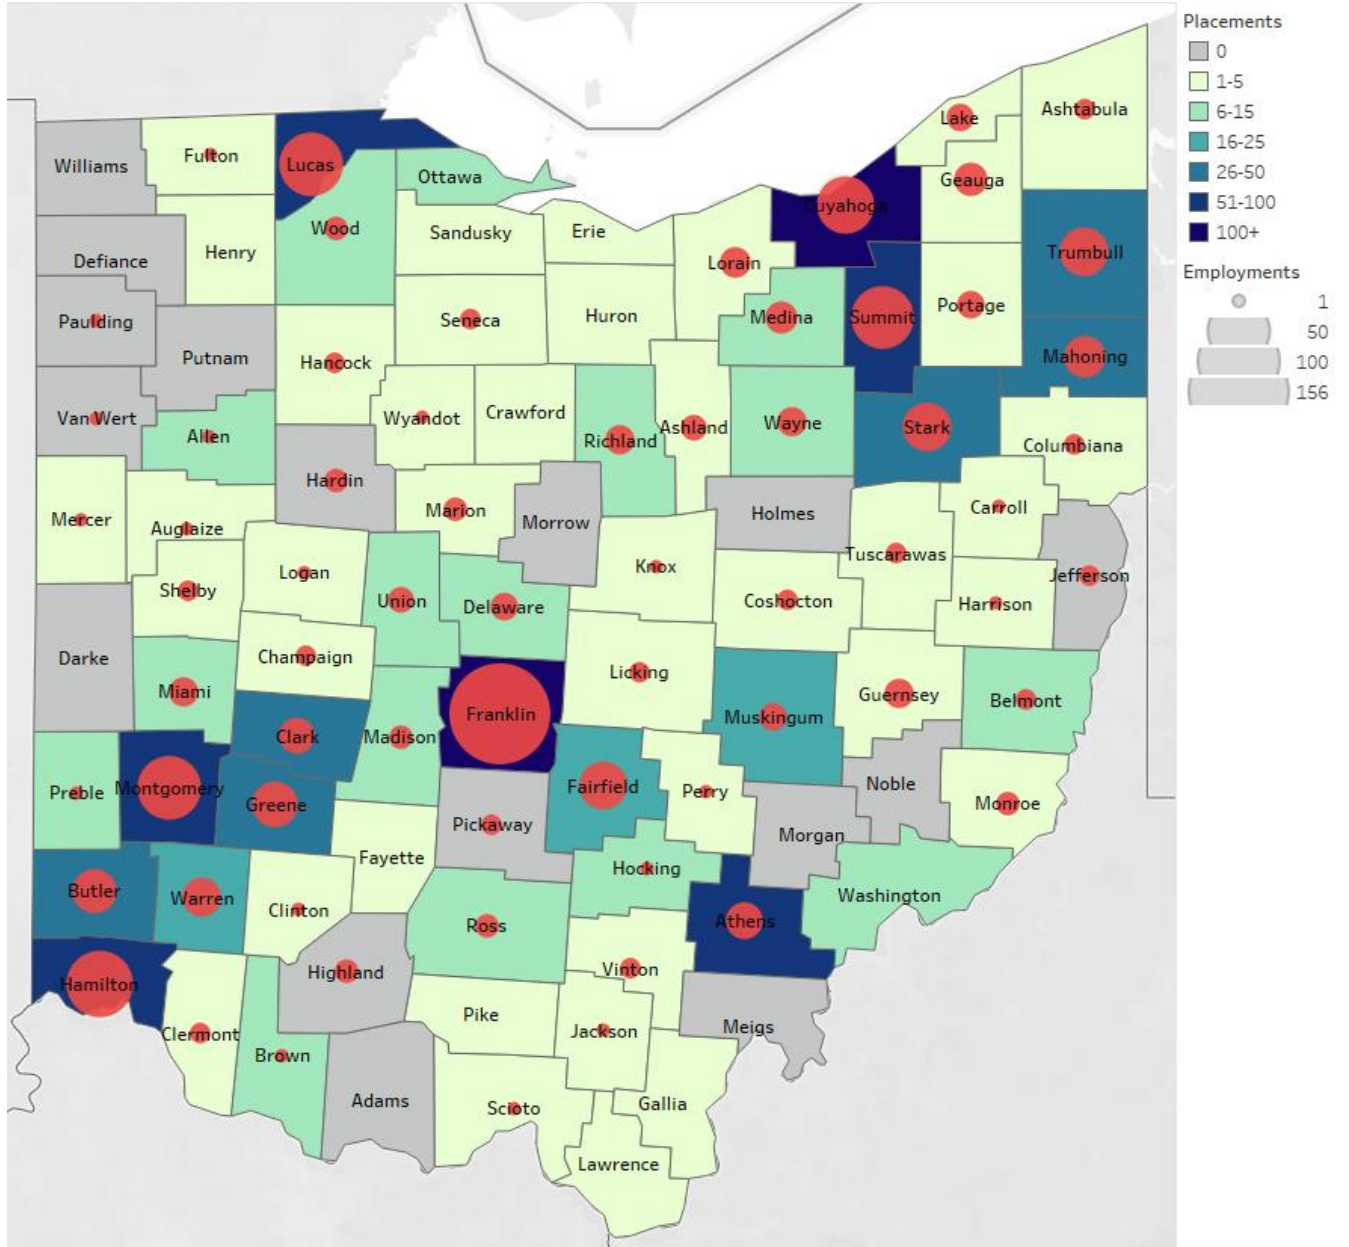 Placements
0
1-5
6-15
16-25
26-50
51-100
100+
Employments
1
50
100
156
Ashtabula
Lake
Williams
Fulton
Lucas
Ottawa
Geauga
Cuyahoga
Wood
Sandusky
Erie
Henry
Trumbull
Defiance
Lorain
Portage
Paulding
Seneca
Huron
Medina
Summit
Putnam
Hancock
Mahoning
Van Wert
Wyandot
Crawford
Allen
Richland
Ashland
Wayne
Stark
Columbiana
Hardin
Mercer
Auglaize
Marion
Morrow
Holmes
Carroll
Tuscarawas
Logan
Knox
Jefferson
Shelby
Union
Delaware
Coshocton
Harrison
Darke
Champaign
Licking
Miami
Guernsey
Belmont
Franklin
Muskingum
Clark
Madison
Preble
Montgomery
Greene
Fairfield
Perry
Noble
Monroe
Pickaway
Morgan
Fayette
Hocking
Butler
Warren
Washington
Clinton
Ross
Athens
Hamilton
Highland
Vinton
Pike
Jackson
Meigs
Clermont
Brown
Adams
Scioto
Gallia
Lawrence